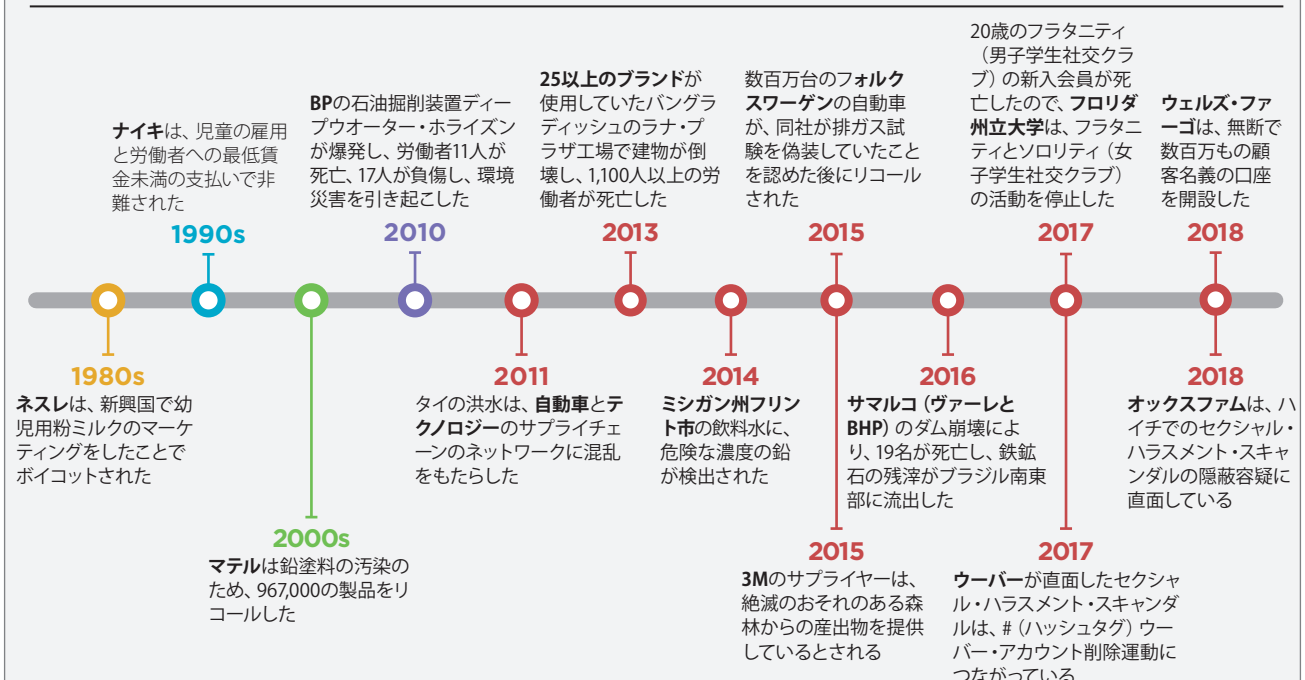 ナイキは、児童の雇用
と労働者への最低賃
金未満の支払いで非
難された
1990s
BPの石油掘削装置ディー
プウオーター・ホライズン
が爆発し、労働者11人が
死亡、17人が負傷し、環境
災害を引き起こした
2010
25以上のブランドが
使用していたバングラ
ディッシュのラナ・プ
ラザ工場で建物が倒
壊し、1,100人以上の労
働者が死亡した
2013
数百万台のフォルク
スワーゲンの自動車
が、同社が排ガス試
験を偽装していたこと
を認めた後にリコール
された
2015
20歳のフラタニティ
（男子学生社交クラ
ブ）の新入会員が死
亡したので、フロリダ
州立大学は、フラタニ
ティとソロリティ（女
子学生社交クラブ）
の活動を停止した
2017
ウェルズ・ファ
ーゴは、無断で
数百万もの顧
客名義の口座
を開設した
2018
1980s
ネスレは、新興国で幼
児用粉ミルクのマーケ
ティングをしたことで
ボイコットされた
2000s
マテルは鉛塗料の汚染の
ため、967,000の製品をリ
コールした
2011
タイの洪水は、自動車とテ
クノロジーのサプライチェ
ーンのネットワークに混乱
をもたらした
2014
ミシガン州フリン
ト市の飲料水に、
危険な濃度の鉛
が検出された
2015
3Mのサプライヤーは、
絶滅のおそれのある森
林からの産出物を提供
しているとされる
2016
サマルコ（ヴァーレと
BHP）のダム崩壊によ
り、19名が死亡し、鉄鉱
石の残滓がブラジル南東
部に流出した
2017
ウーバーが直面したセクシャ
ル・ハラスメント・スキャンダ
ルは、#（ハッシュタグ）ウー
バー・アカウント削除運動に
つながっている
2018
オックスファムは、ハ
イチでのセクシャル・
ハラスメント・スキャ
ンダルの隠蔽容疑に
直面している